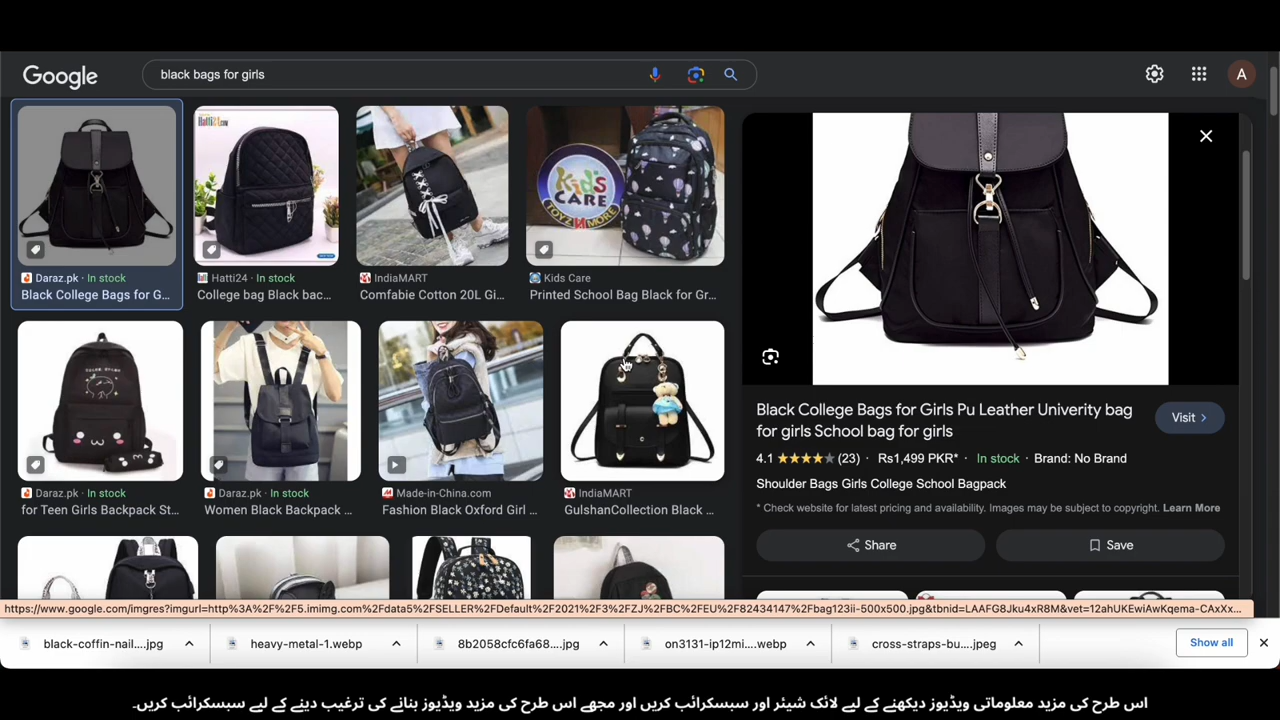 Google
black bags for girls
A
Hatti24.com
KiD's
CARE
TOYZ N MORE
Daraz.pk · In stock
Black College Bags for G...
Hatti24 · In stock
College bag Black bac...
IndiaMART
Comfabie Cotton 20L Gi...
Kids Care
Printed School Bag Black for Gr...
Daraz.pk · In stock
for Teen Girls Backpack St...
Daraz.pk · In stock
Women Black Backpack ...
Made-in-China.com
Fashion Black Oxford Girl ...
IndiaMART
GulshanCollection Black ...
Black College Bags for Girls Pu Leather Univerity bag
for girls School bag for girls
Visit
4.1 ★★★★★ (23) · Rs1,499 PKR* · In stock · Brand: No Brand
Shoulder Bags Girls College School Bagpack
* Check website for latest pricing and availability. Images may be subject to copyright. Learn More
Share
Save
https://www.google.com/imgres?imgurl=http%3A%2F%2F5.imimg.com%2Fdata5%2FSELLER%2FDefault%2F2021%2F3%2FZJ%2FBC%2FEU%2F82434147%2Fbag123ii-500x500.jpg&tbnid=LAAFG8Jku4xR8M&vet=12ahUKEwiAwKqema-CAxXx...
black-coffin-nail....jpg
heavy-metal-1.webp
8b2058cfc6fa68....jpg
on3131-ip12mi....webp
cross-straps-bu....jpeg
Show all
اس طرح کی مزید معلوماتی ویڈیوز دیکھنے کے لیے لائک شیئر اور سبسکرائب کریں اور مجھے اس طرح کی مزید ویڈیوز بنانے کی ترغیب دینے کے لیے سبسکرائب کریں۔